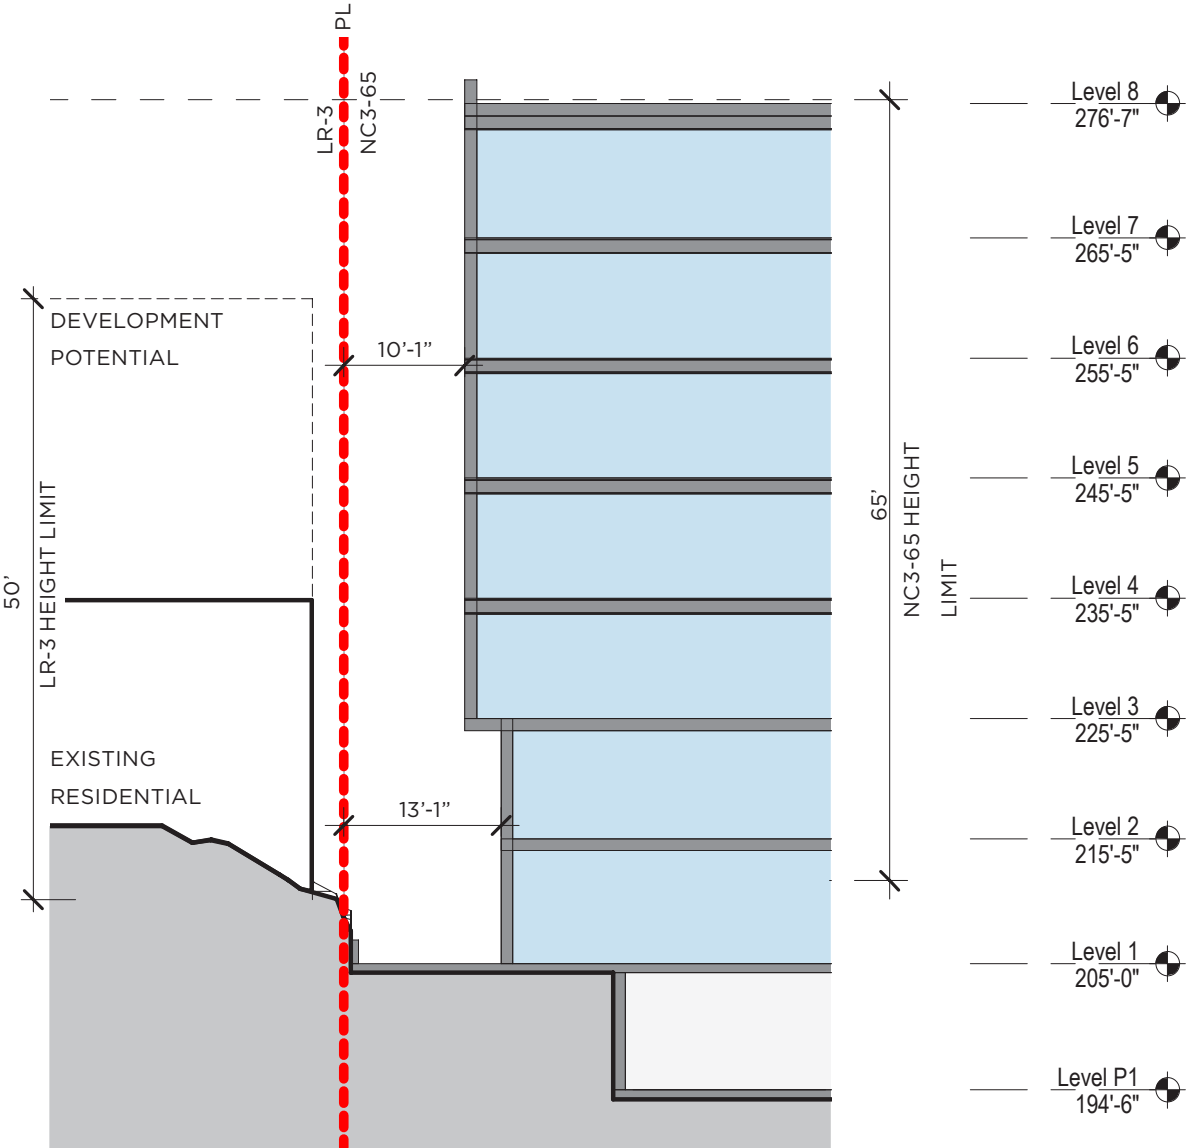 PL
LR-3
NC3-65
Level 8
276'-7"
Level 7
265'-5"
DEVELOPMENT
POTENTIAL
10’-1”
Level 6
255'-5"
Level 5
245'-5"
65’
NC3-65 HEIGHT
LIMIT
50’
LR-3 HEIGHT LIMIT
Level 4
235'-5"
Level 3
225'-5"
EXISTING
RESIDENTIAL
13’-1”
Level 2
215'-5"
Level 1
205'-0"
Level P1
194'-6"